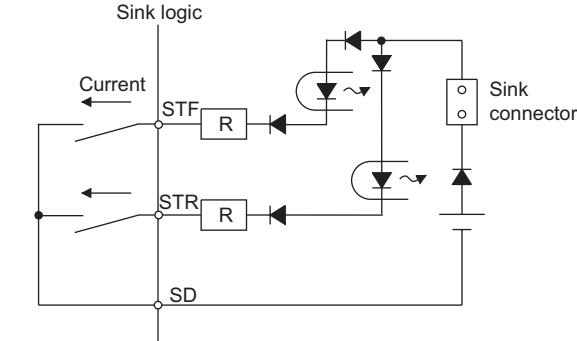 Sink logic
Current
STF
R
Sink
connector
STR
R
SD